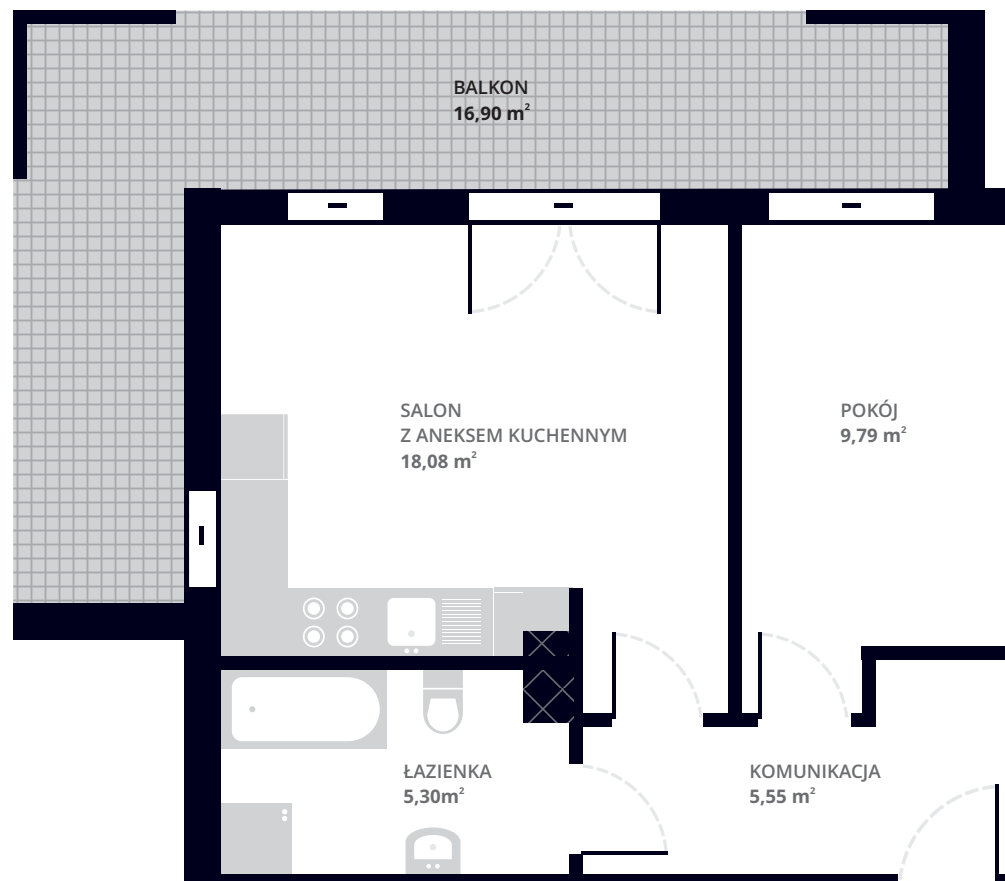 BALKON
16,90 m²
SALON
Z ANEKSEM KUCHENNYM
18,08 m²
POKÓJ
9,79 m²
ŁAZIENKA
5,30m²
KOMUNIKACJA
5,55 m²